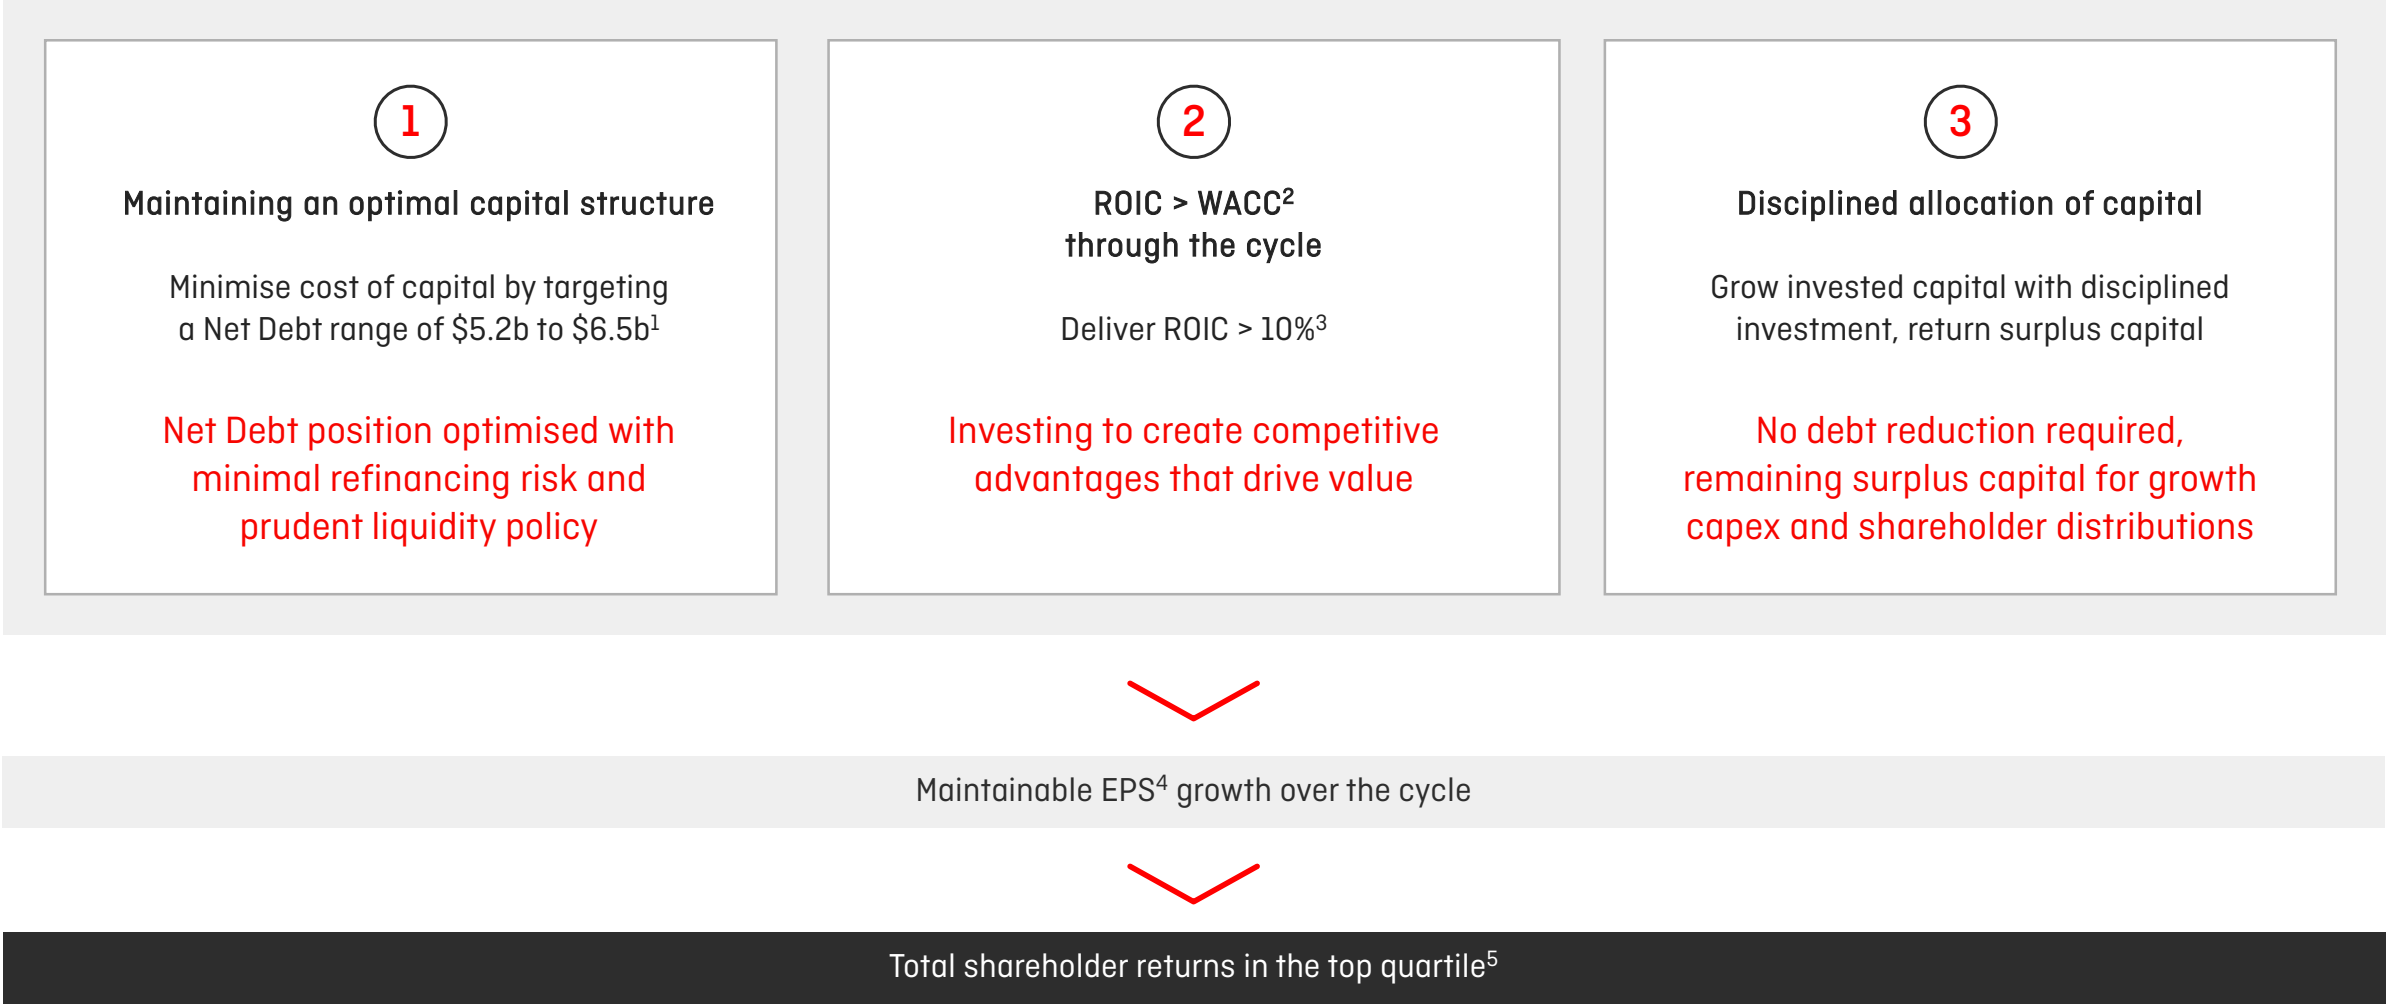 1
Maintaining an optimal capital structure
Minimise cost of capital by targeting
a Net Debt range of $5.2b to $6.5b¹
Net Debt position optimised with
minimal refinancing risk and
prudent liquidity policy
2
ROIC > WACC²
through the cycle
Deliver ROIC > 10%³
Investing to create competitive
advantages that drive value
3
Disciplined allocation of capital
Grow invested capital with disciplined
investment, return surplus capital
No debt reduction required,
remaining surplus capital for growth
capex and shareholder distributions
Maintainable EPS⁴ growth over the cycle
Total shareholder returns in the top quartile⁵